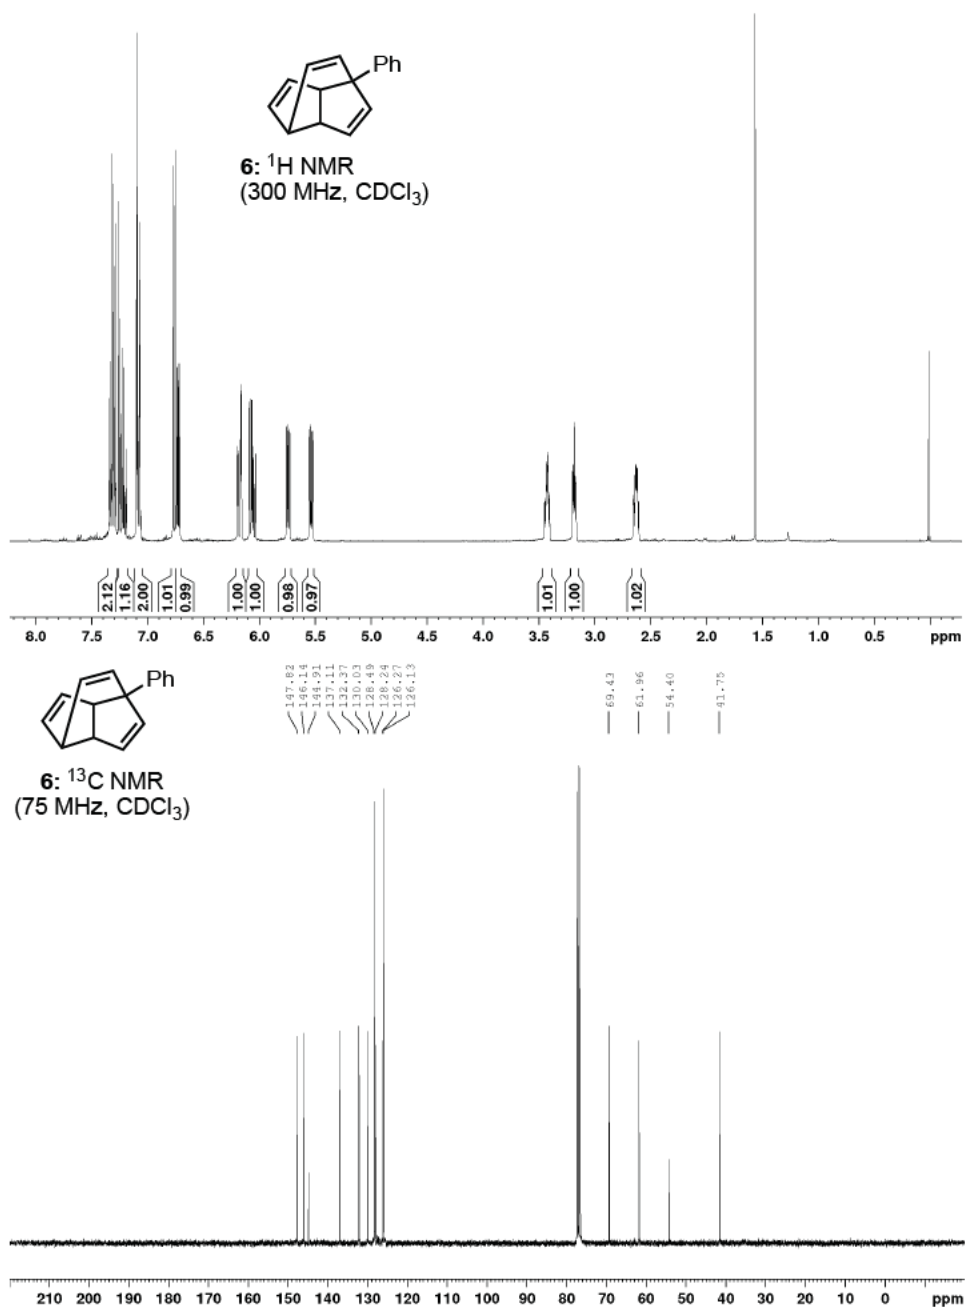 Ph
6: ¹H NMR
(300 MHz, CDCl₃)
2.12 1.16 2.00 1.01 0.99 1.00 1.00 0.98 0.97 1.01 1.00 1.02
8.0 7.5 7.0 6.5 6.0 5.5 5.0 4.5 4.0 3.5 3.0 2.5 2.0 1.5 1.0 0.5 ppm
147.82 146.14 144.91 137.11 132.37 130.03 128.49 128.24 126.27 126.13 69.43 61.96 54.40 41.75
Ph
6: ¹³C NMR
(75 MHz, CDCl₃)
210 200 190 180 170 160 150 140 130 120 110 100 90 80 70 60 50 40 30 20 10 0 ppm